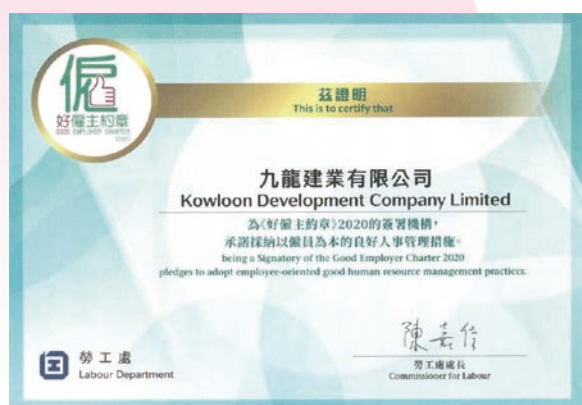 僱
好僱主約章
GOOD EMPLOYER CHARTER
2020
茲證明
This is to certify that
九龍建業有限公司
Kowloon Development Company Limited
為《好僱主約章》2020的簽署機構，
承諾採納以僱員為本的良好人事管理措施。
being a Signatory of the Good Employer Charter 2020
pledges to adopt employee-oriented good human resource management practices.
陳嘉信
勞工處
Labour Department
勞工處處長
Commissioner for Labour